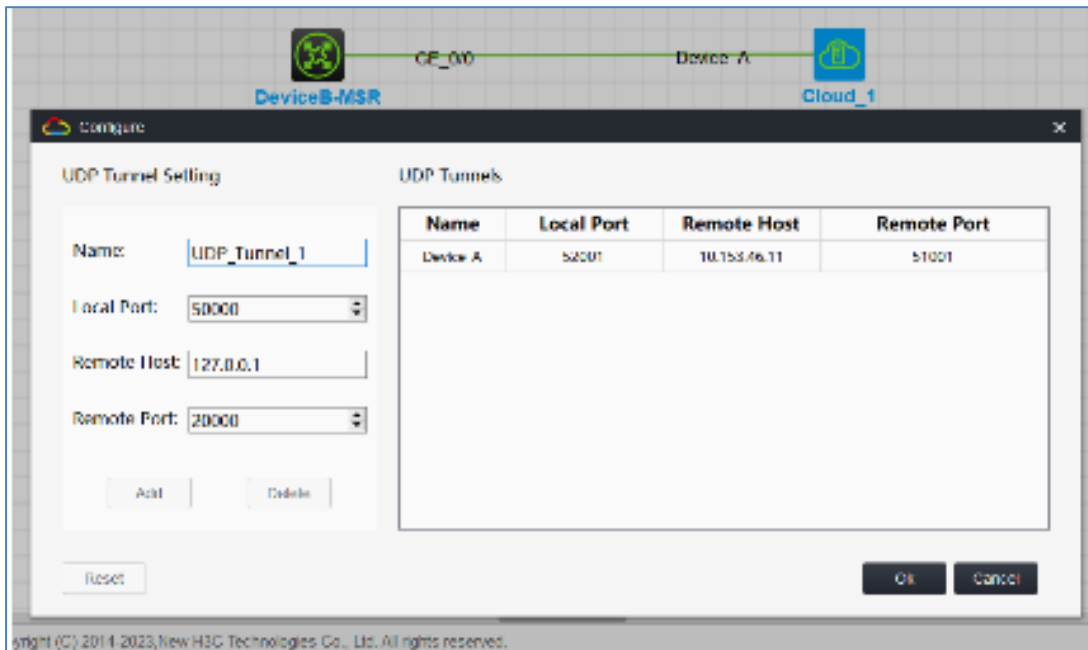 GE_0/0 Device_A
DeviceB-MSR Cloud_1
Configure
UDP Tunnel Setting UDP Tunnels
Name Local Port Remote Host Remote Port
Name: UDP_Tunnel_1 Device_A 52001 10.153.46.11 51001
Local Port: 50000
Remote Host: 127.0.0.1
Remote Port: 20000
Add Delete
Reset Ok Cancel
(C) 2014-2023,New H3C Technologies Co., Ltd. All rights reserved.